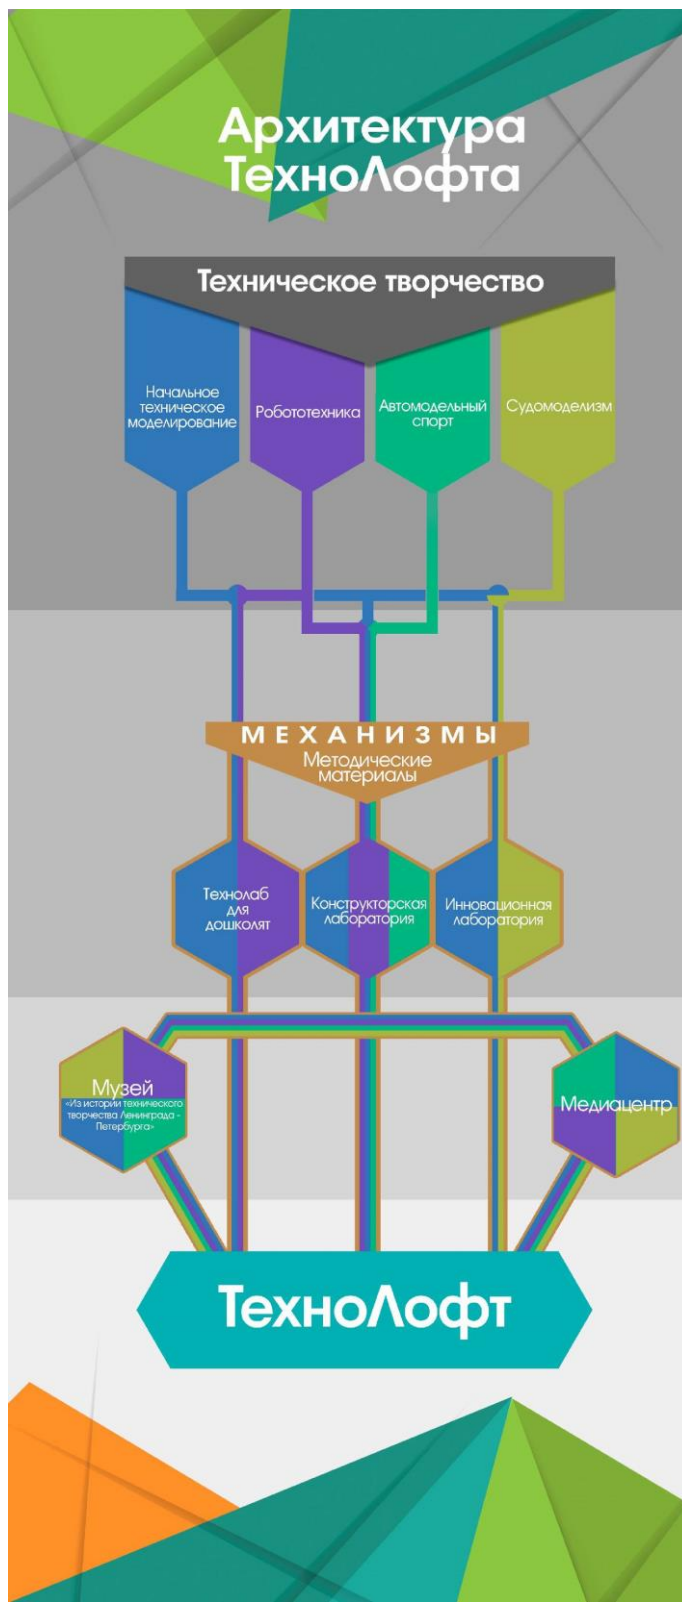 Архитектура
ТехноЛофта
Техническое творчество
Начальное
техническое
моделирование
Робототехника
Автомодельный
спорт
Судомоделизм
МЕХАНИЗМЫ
Методические
материалы
Технолаб
для
дошколят
Конструкторская
лаборатория
Инновационная
лаборатория
Музей
«Из истории технического
творчества Ленинграда -
Петербурга»
Медиацентр
ТехноЛофт